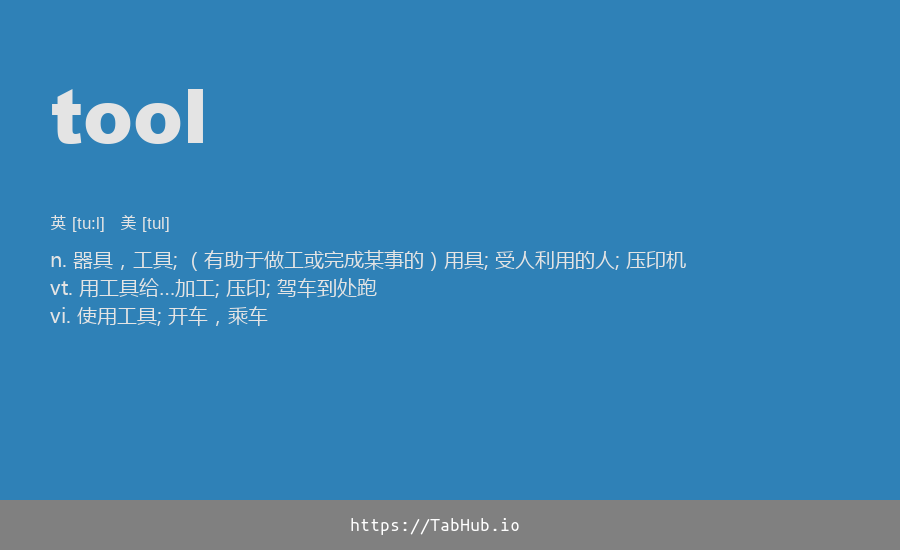 tool
英 [tu:l] 美 [tul]
n. 器具，工具; （有助于做工或完成某事的）用具; 受人利用的人; 压印机
vt. 用工具给…加工; 压印; 驾车到处跑
vi. 使用工具; 开车，乘车
https://TabHub.io